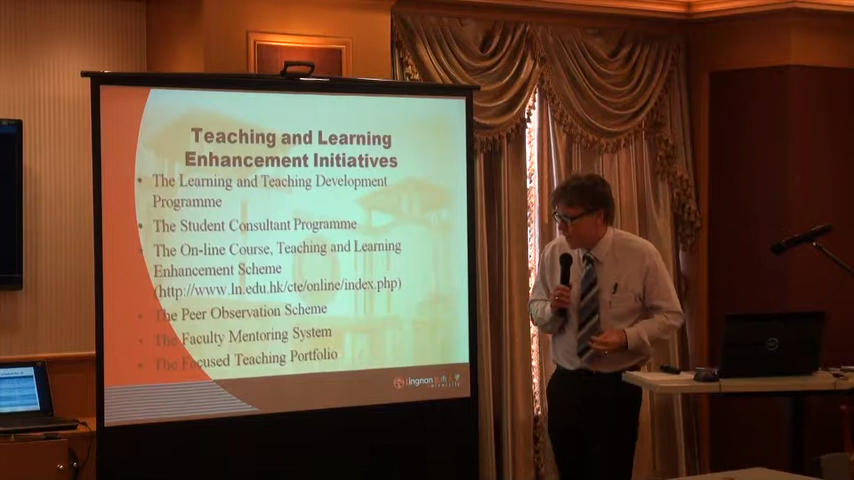 Teaching and Learning
Enhancement Initiatives
• The Learning and Teaching Development
Programme
• The Student Consultant Programme
• The On-line Course, Teaching and Learning
Enhancement Scheme
(http://www.ln.edu.hk/cte/online/index.php)
• The Peer Observation Scheme
• The Faculty Mentoring System
• The Focused Teaching Portfolio
Lingnan
DELL